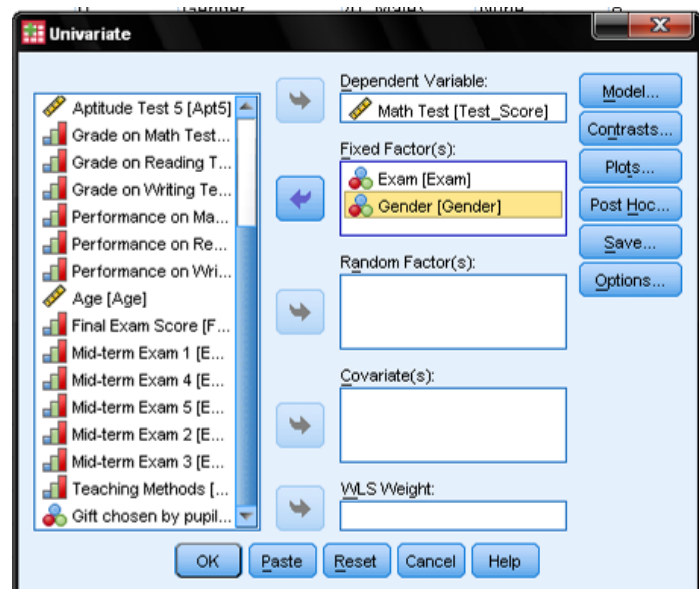 Univariate
Aptitude Test 5 [Apt5]
Grade on Math Test...
Grade on Reading T...
Grade on Writing Te...
Performance on Ma...
Performance on Re...
Performance on Wri...
Age [Age]
Final Exam Score [F...
Mid-term Exam 1 [E...
Mid-term Exam 4 [E...
Mid-term Exam 5 [E...
Mid-term Exam 2 [E...
Mid-term Exam 3 [E...
Teaching Methods [...
Gift chosen by pupil...
Dependent Variable:
Math Test [Test_Score]
Fixed Factor(s):
Exam [Exam]
Gender [Gender]
Random Factor(s):
Covariate(s):
WLS Weight:
Model...
Contrasts...
Plots...
Post Hoc...
Save...
Options...
OK
Paste
Reset
Cancel
Help